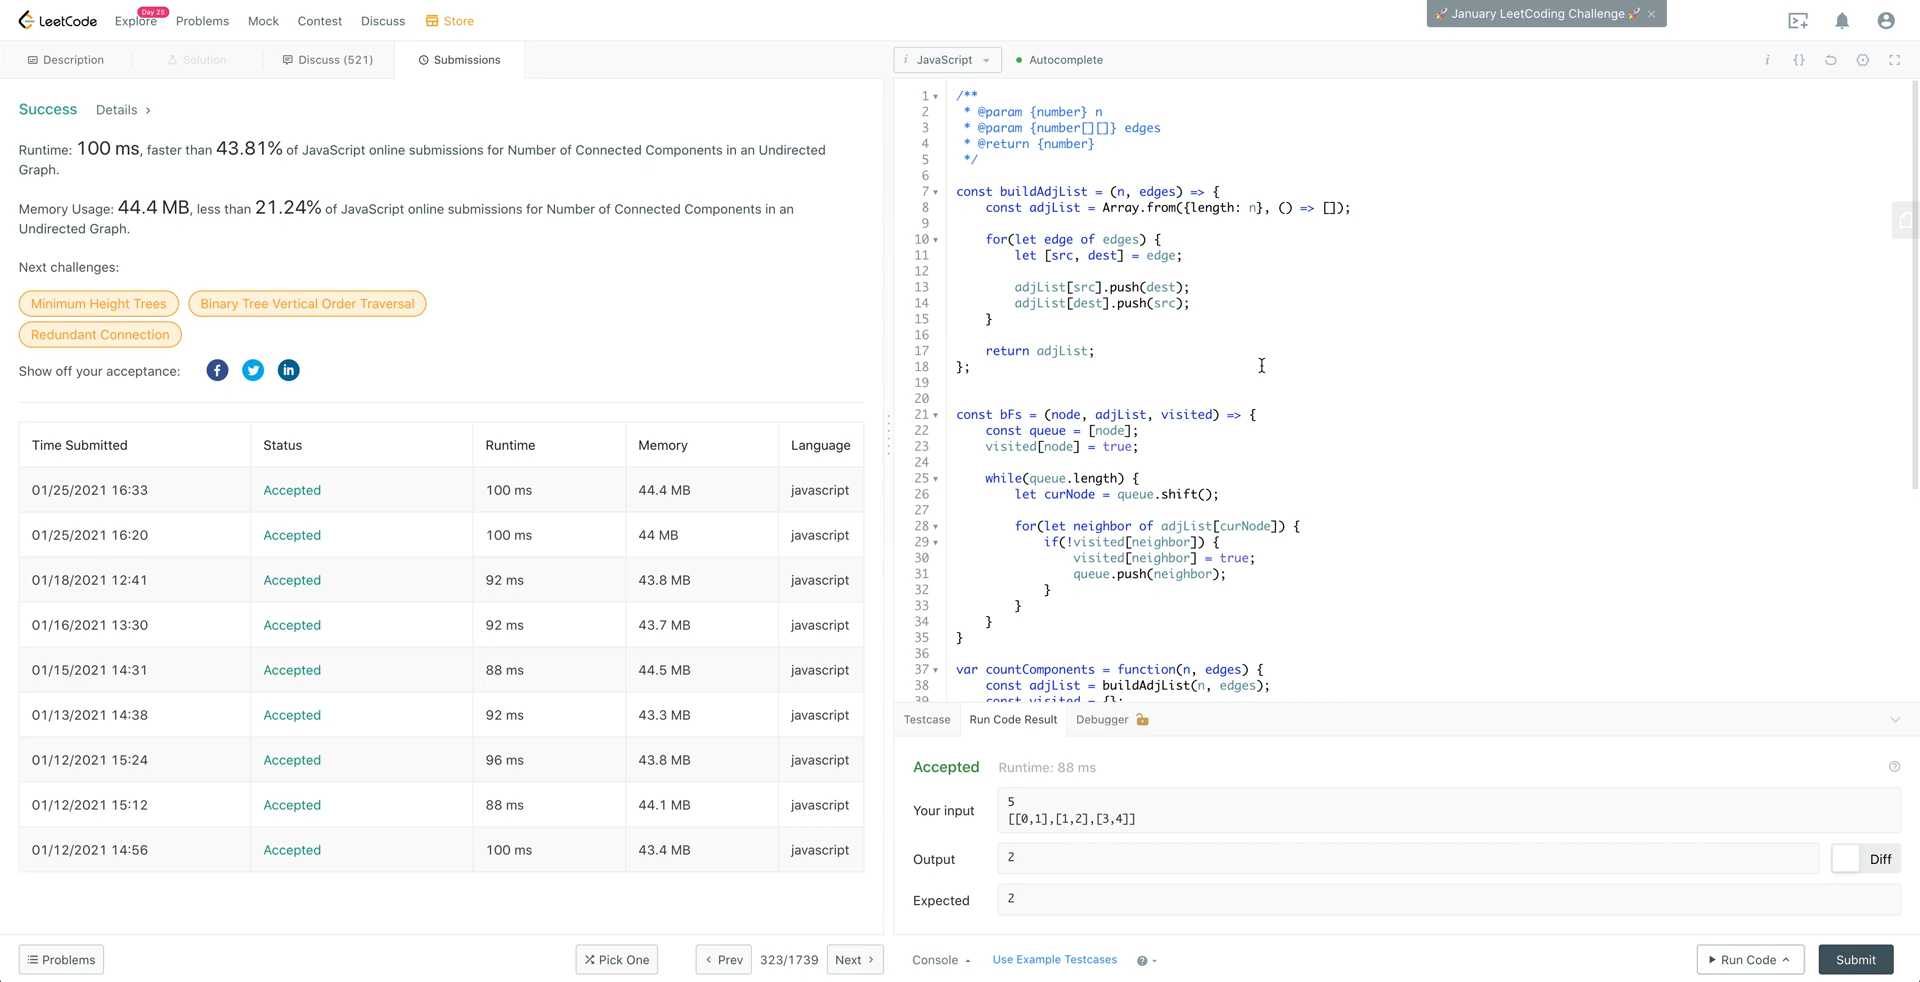 LeetCode
Explore
Day 25
Problems
Mock
Contest
Discuss
Store
🚀 January LeetCoding Challenge 🚀 ×
Description
Solution
Discuss (521)
Submissions
i JavaScript
Autocomplete
Success
Details
Runtime: 100 ms, faster than 43.81% of JavaScript online submissions for Number of Connected Components in an Undirected
Graph.
Memory Usage: 44.4 MB, less than 21.24% of JavaScript online submissions for Number of Connected Components in an
Undirected Graph.
Next challenges:
Minimum Height Trees
Binary Tree Vertical Order Traversal
Redundant Connection
Show off your acceptance:
Time Submitted Status Runtime Memory Language
01/25/2021 16:33 Accepted 100 ms 44.4 MB javascript
01/25/2021 16:20 Accepted 100 ms 44 MB javascript
01/18/2021 12:41 Accepted 92 ms 43.8 MB javascript
01/16/2021 13:30 Accepted 92 ms 43.7 MB javascript
01/15/2021 14:31 Accepted 88 ms 44.5 MB javascript
01/13/2021 14:38 Accepted 92 ms 43.3 MB javascript
01/12/2021 15:24 Accepted 96 ms 43.8 MB javascript
01/12/2021 15:12 Accepted 88 ms 44.1 MB javascript
01/12/2021 14:56 Accepted 100 ms 43.4 MB javascript
1 /**
2 * @param {number} n
3 * @param {number[][]} edges
4 * @return {number}
5 */
6
7 const buildAdjList = (n, edges) => {
8 const adjList = Array.from({length: n}, () => []);
9
10 for(let edge of edges) {
11 let [src, dest] = edge;
12
13 adjList[src].push(dest);
14 adjList[dest].push(src);
15 }
16
17 return adjList;
18 };
19
20
21 const bFs = (node, adjList, visited) => {
22 const queue = [node];
23 visited[node] = true;
24
25 while(queue.length) {
26 let curNode = queue.shift();
27
28 for(let neighbor of adjList[curNode]) {
29 if(!visited[neighbor]) {
30 visited[neighbor] = true;
31 queue.push(neighbor);
32 }
33 }
34 }
35 }
36
37 var countComponents = function(n, edges) {
38 const adjList = buildAdjList(n, edges);
39 const visited = {};
Testcase
Run Code Result
Debugger
Accepted
Runtime: 88 ms
Your input
5
[[0,1],[1,2],[3,4]]
Output
2
Diff
Expected
2
Problems
Pick One
Prev
323/1739
Next
Console
Use Example Testcases
Run Code
Submit